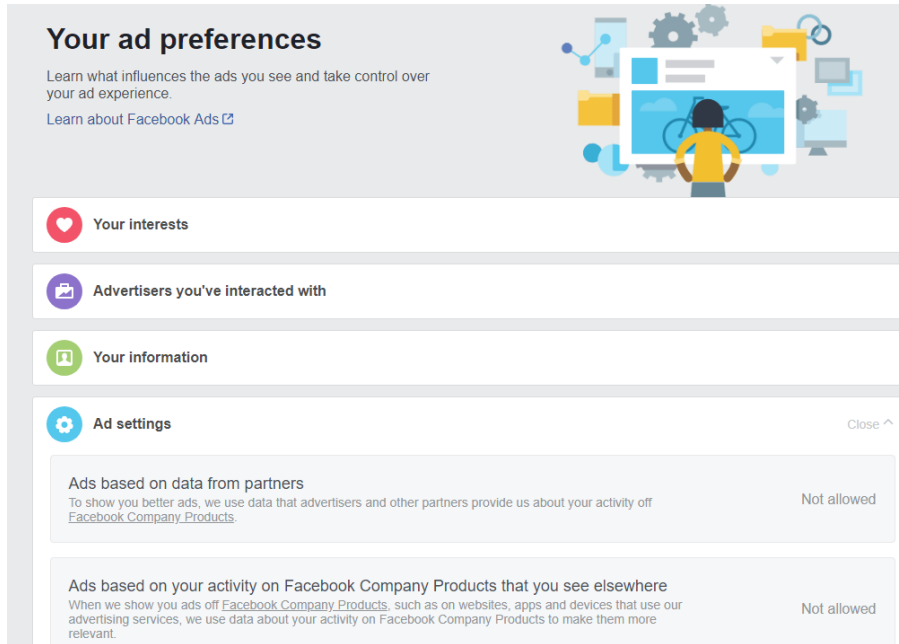 Your ad preferences
Learn what influences the ads you see and take control over
your ad experience.
Learn about Facebook Ads
Your interests
Advertisers you've interacted with
Your information
Ad settings
Close
Ads based on data from partners
To show you better ads, we use data that advertisers and other partners provide us about your activity off
Facebook Company Products.
Not allowed
Ads based on your activity on Facebook Company Products that you see elsewhere
When we show you ads off Facebook Company Products, such as on websites, apps and devices that use our
advertising services, we use data about your activity on Facebook Company Products to make them more
relevant.
Not allowed